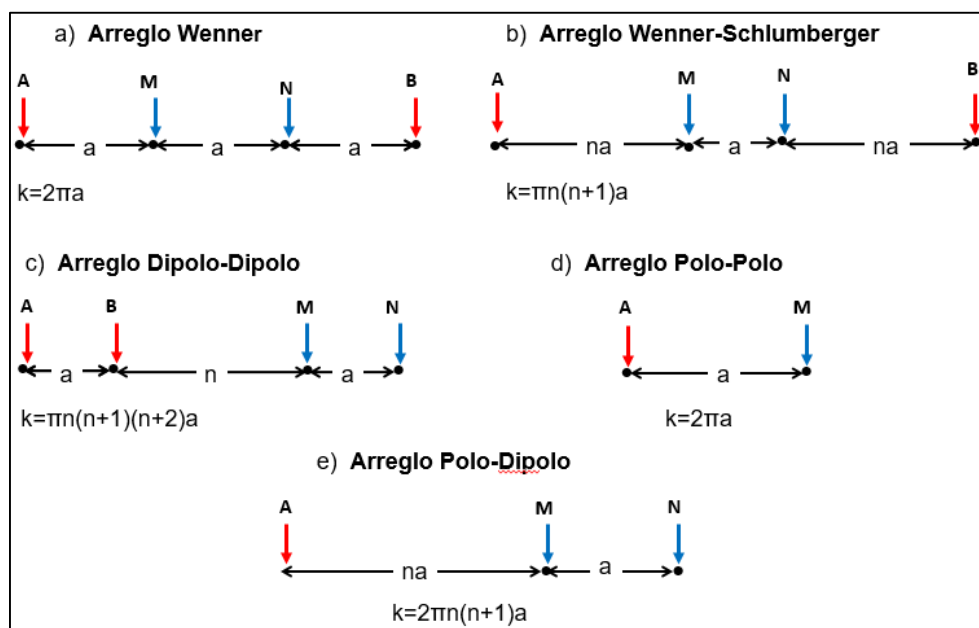 a) Arreglo Wenner
A M N B
a a a
k=2πa
b) Arreglo Wenner-Schlumberger
A M N B
na a na
k=πn(n+1)a
c) Arreglo Dipolo-Dipolo
A B M N
a n a
k=πn(n+1)(n+2)a
d) Arreglo Polo-Polo
A M
a
k=2πa
e) Arreglo Polo-Dipolo
A M N
na a
k=2πn(n+1)a